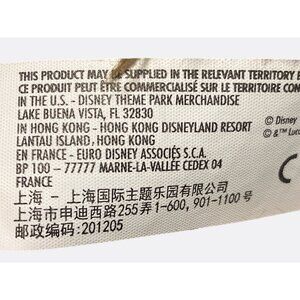 THIS PRODUCT MAY BE SUPPLIED IN THE RELEVANT TERRITORY
CE PRODUIT PEUT ÊTRE COMMERCIALISÉ SUR LE TERRITOIRE
IN THE U.S. - DISNEY THEME PARK MERCHANDISE
LAKE BUENA VISTA, FL 32830
IN HONG KONG - HONG KONG DISNEYLAND RESORT
LANTAU ISLAND, HONG KONG
EN FRANCE - EURO DISNEY ASSOCIÉS S.C.A.
BP 100 - 77777 MARNE-LA-VALLÉE CEDEX 04
FRANCE
上海 - 上海国际主题乐园有限公司
上海市申迪西路255弄1-600, 901-1100号
邮政编码:201205
© Disney
© &